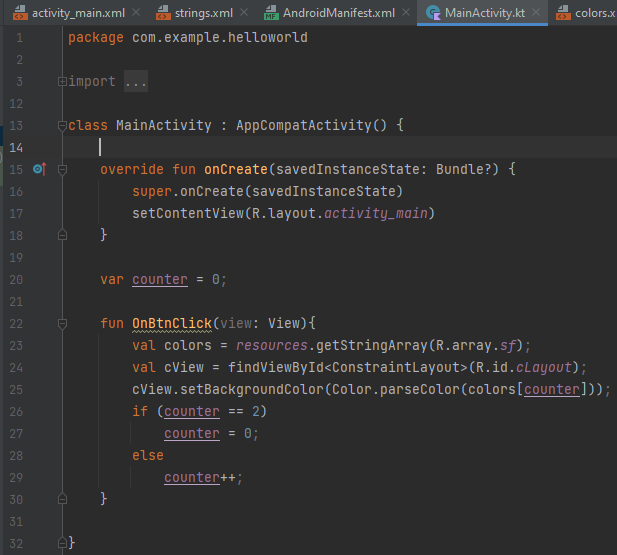 activity_main.xml strings.xml AndroidManifest.xml MainActivity.kt colors.x
1 package com.example.helloworld
2
3 import ...
12
13 class MainActivity : AppCompatActivity() {
14
15 override fun onCreate(savedInstanceState: Bundle?) {
16 super.onCreate(savedInstanceState)
17 setContentView(R.layout.activity_main)
18 }
19
20 var counter = 0;
21
22 fun OnBtnClick(view: View){
23 val colors = resources.getStringArray(R.array.sf);
24 val cView = findViewById<ConstraintLayout>(R.id.cLayout);
25 cView.setBackgroundColor(Color.parseColor(colors[counter]));
26 if (counter == 2)
27 counter = 0;
28 else
29 counter++;
30 }
31
32 }